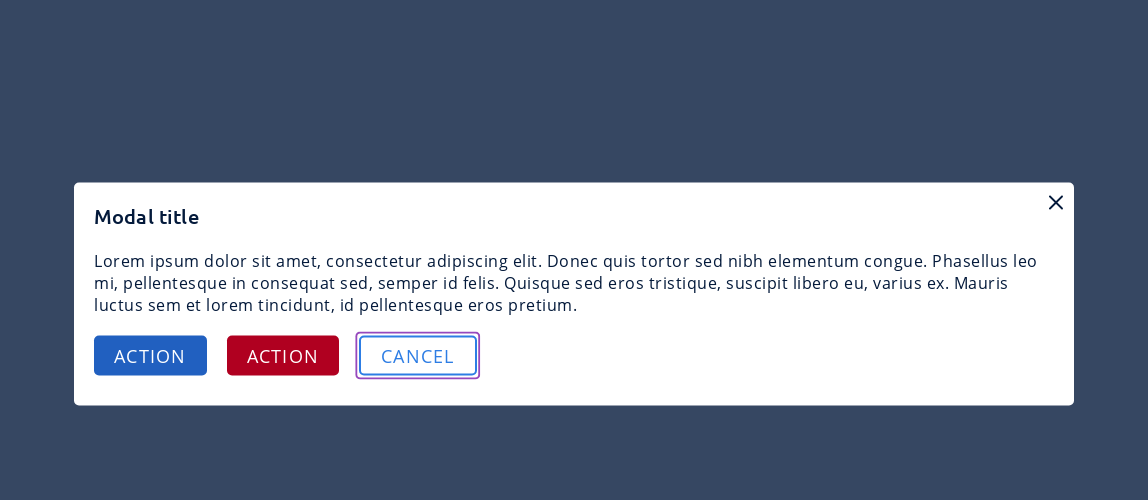 Modal title
Lorem ipsum dolor sit amet, consectetur adipiscing elit. Donec quis tortor sed nibh elementum congue. Phasellus leo
mi, pellentesque in consequat sed, semper id felis. Quisque sed eros tristique, suscipit libero eu, varius ex. Mauris
luctus sem et lorem tincidunt, id pellentesque eros pretium.
ACTION ACTION CANCEL